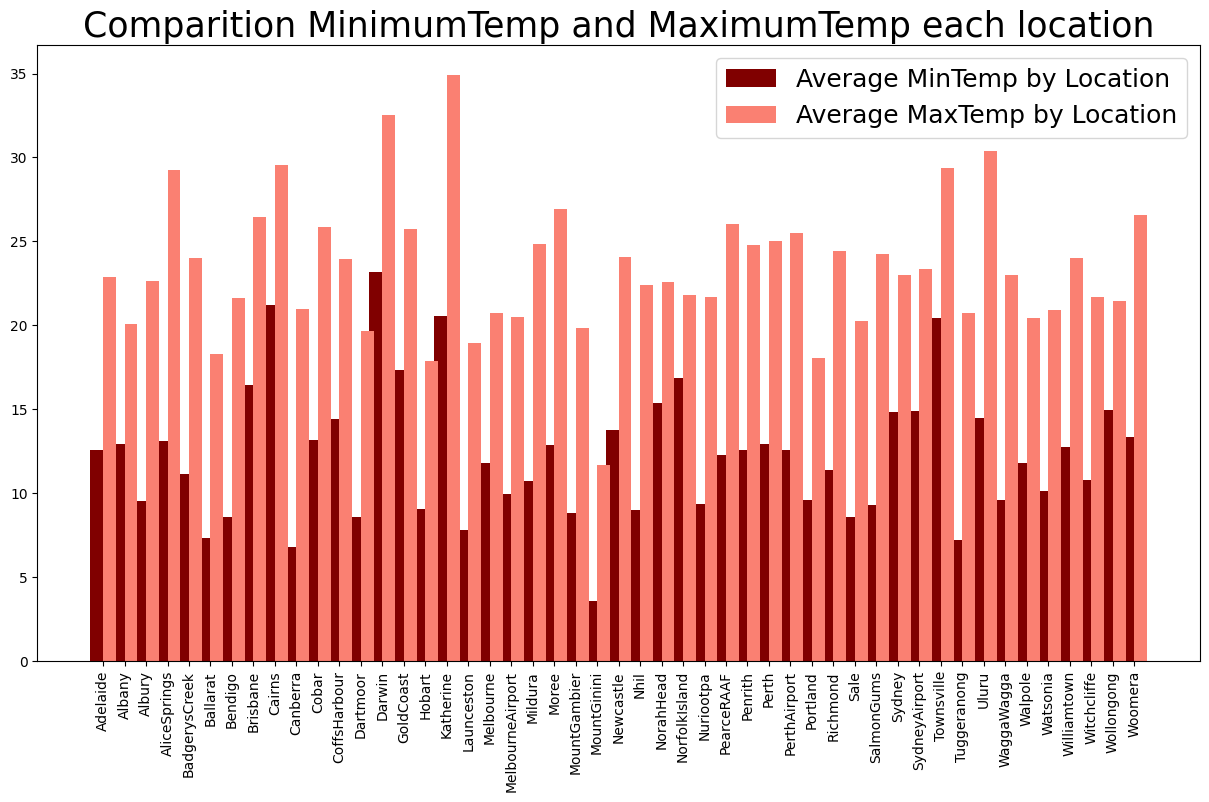 Comparition MinimumTemp and MaximumTemp each location
Average MinTemp by Location
Average MaxTemp by Location
35
30
25
20
15
10
5
0
Adelaide
Albany
Albury
AliceSprings
BadgerysCreek
Ballarat
Bendigo
Brisbane
Cairns
Canberra
Cobar
CoffsHarbour
Dartmoor
Darwin
GoldCoast
Hobart
Katherine
Launceston
Melbourne
MelbourneAirport
Mildura
Moree
MountGambier
MountGinini
Newcastle
Nhil
NorahHead
NorfolkIsland
Nuriootpa
PearceRAAF
Penrith
Perth
PerthAirport
Portland
Richmond
Sale
SalmonGums
Sydney
SydneyAirport
Townsville
Tuggeranong
Uluru
WaggaWagga
Walpole
Watsonia
Williamtown
Witchcliffe
Wollongong
Woomera